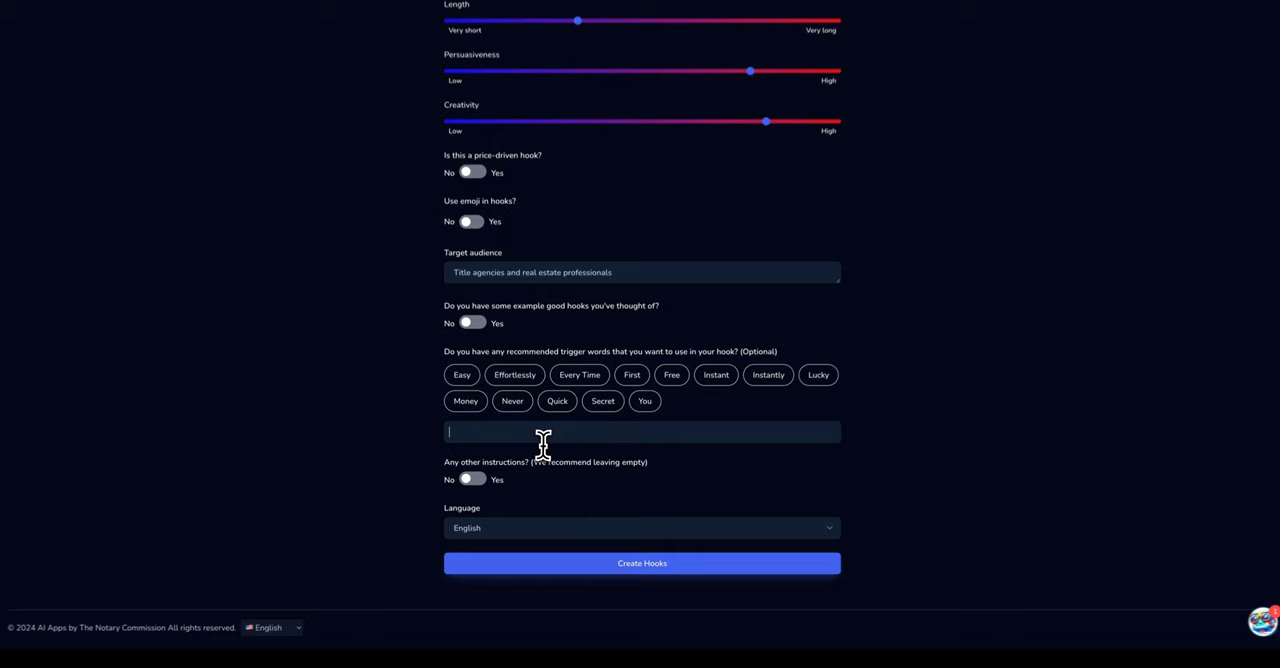 Length
Very short Very long
Persuasiveness
Low High
Creativity
Low High
Is this a price-driven hook?
No Yes
Use emoji in hooks?
No Yes
Target audience
Title agencies and real estate professionals
Do you have some example good hooks you've thought of?
No Yes
Do you have any recommended trigger words that you want to use in your hook? (Optional)
Easy Effortlessly Every Time First Free Instant Instantly Lucky
Money Never Quick Secret You
Any other instructions? (We recommend leaving empty)
No Yes
Language
English
Create Hooks
© 2024 AI Apps by The Notary Commission All rights reserved. English
1